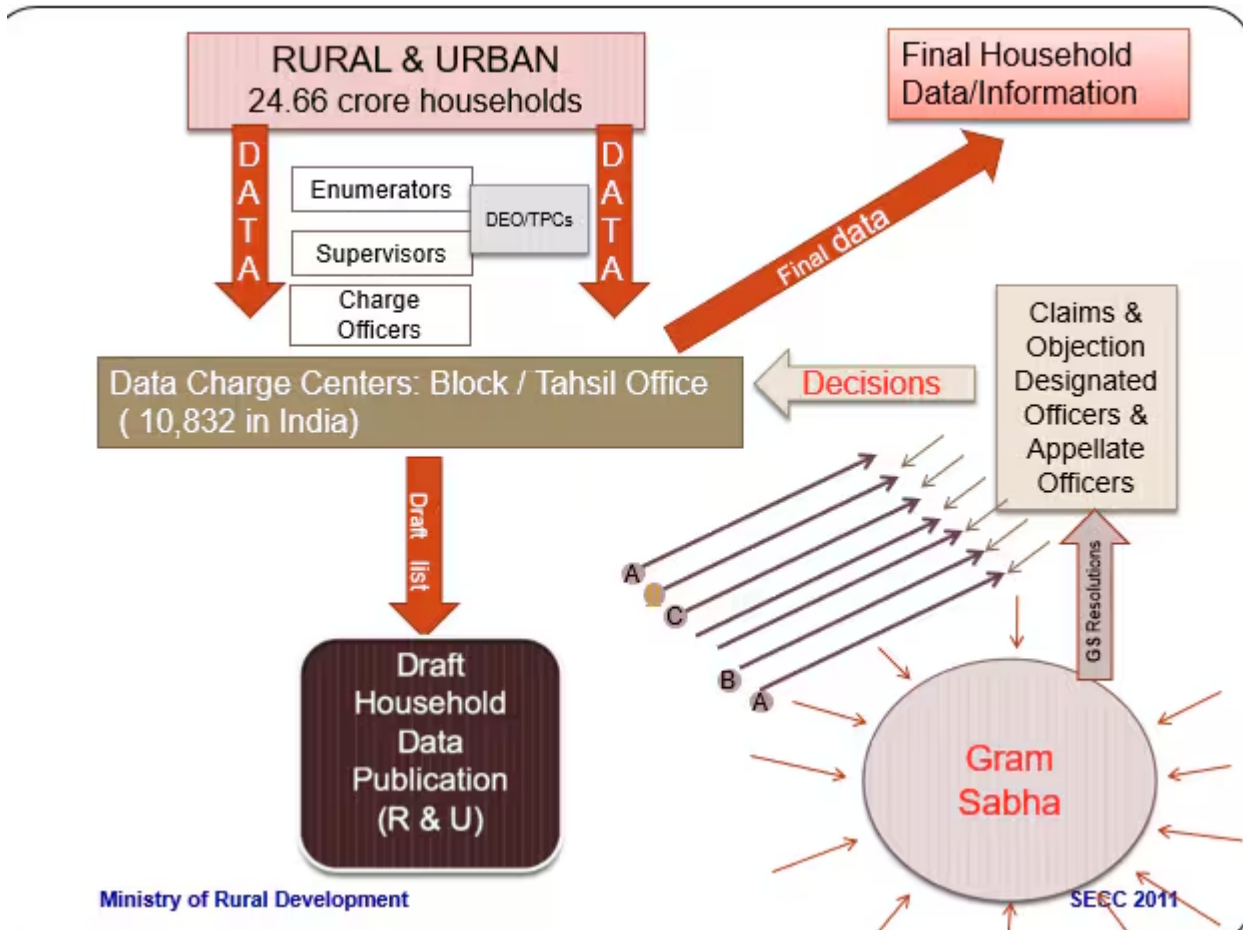 RURAL & URBAN
24.66 crore households
DATA
DATA
Enumerators
Supervisors
Charge
Officers
DEO/TPCs
Final Household
Data/Information
Final data
Data Charge Centers: Block / Tahsil Office
( 10,832 in India)
Decisions
Claims &
Objection
Designated
Officers &
Appellate
Officers
Draft list
A
C
B
A
GS Resolutions
Draft
Household
Data
Publication
(R & U)
Gram
Sabha
Ministry of Rural Development
SECC 2011